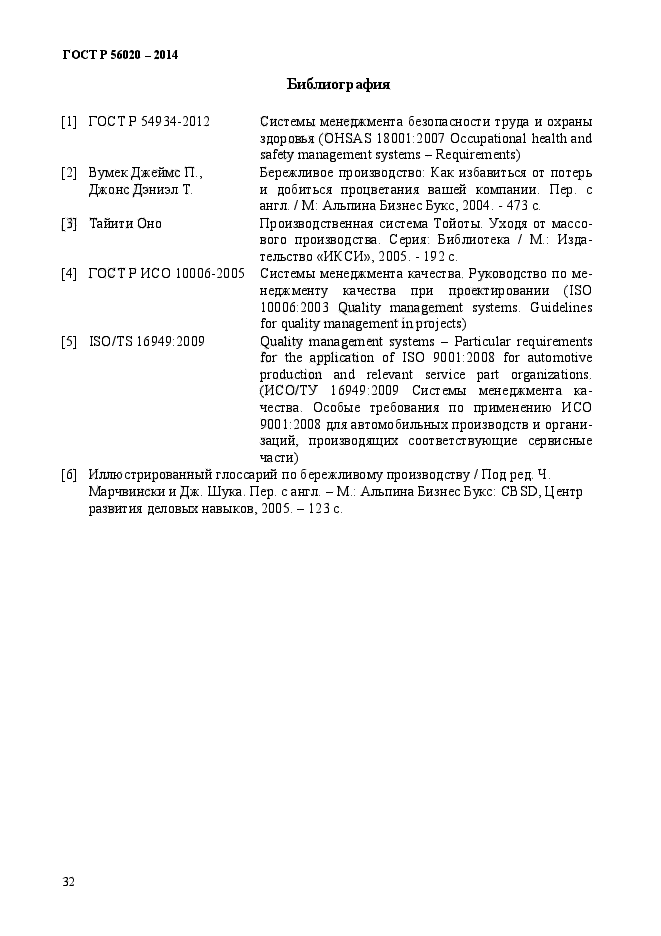 ГОСТ Р 56020 – 2014
Библиография
[1] ГОСТ Р 54934-2012 Системы менеджмента безопасности труда и охраны
здоровья (OHSAS 18001:2007 Occupational health and
safety management systems – Requirements)
[2] Вумек Джеймс П., Бережливое производство: Как избавиться от потерь
Джонс Дэниэл Т. и добиться процветания вашей компании. Пер. с
англ. / М: Альпина Бизнес Букс, 2004. - 473 с.
[3] Тайити Оно Производственная система Тойоты. Уходя от массо-
вого производства. Серия: Библиотека / М.: Изда-
тельство «ИКСИ», 2005. - 192 с.
[4] ГОСТ Р ИСО 10006-2005 Системы менеджмента качества. Руководство по ме-
неджменту качества при проектировании (ISO
10006:2003 Quality management systems. Guidelines
for quality management in projects)
[5] ISO/TS 16949:2009 Quality management systems – Particular requirements
for the application of ISO 9001:2008 for automotive
production and relevant service part organizations.
(ИСО/ТУ 16949:2009 Системы менеджмента ка-
чества. Особые требования по применению ИСО
9001:2008 для автомобильных производств и органи-
заций, производящих соответствующие сервисные
части)
[6] Иллюстрированный глоссарий по бережливому производству / Под ред. Ч.
Марчвински и Дж. Шука. Пер. с англ. – М.: Альпина Бизнес Букс: CBSD, Центр
развития деловых навыков, 2005. – 123 с.
32